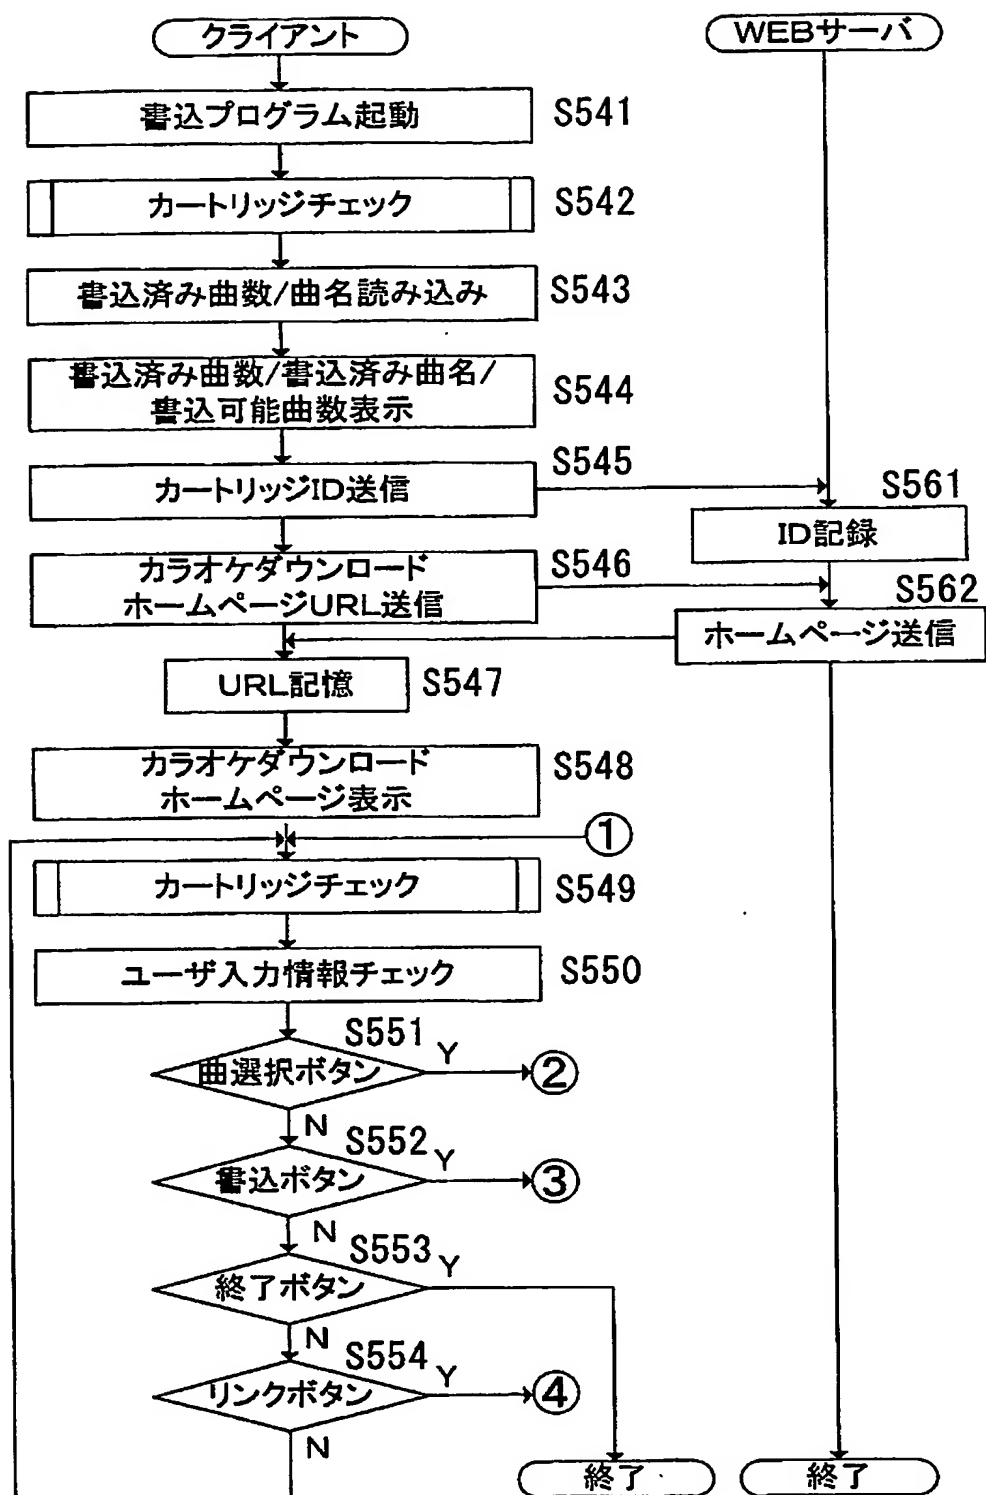 クライアント
WEBサーバ
書込プログラム起動
S541
カートリッジチェック
S542
書込済み曲数/曲名読み込み
S543
書込済み曲数/書込済み曲名/
書込可能曲数表示
S544
カートリッジID送信
S545
S561
ID記録
カラオケダウンロード
ホームページURL送信
S546
S562
ホームページ送信
URL記憶
S547
カラオケダウンロード
ホームページ表示
S548
①
カートリッジチェック
S549
ユーザ入力情報チェック
S550
S551
曲選択ボタン
Y
②
N
S552
書込ボタン
Y
③
N
S553
終了ボタン
Y
N
S554
リンクボタン
Y
④
N
終了
終了